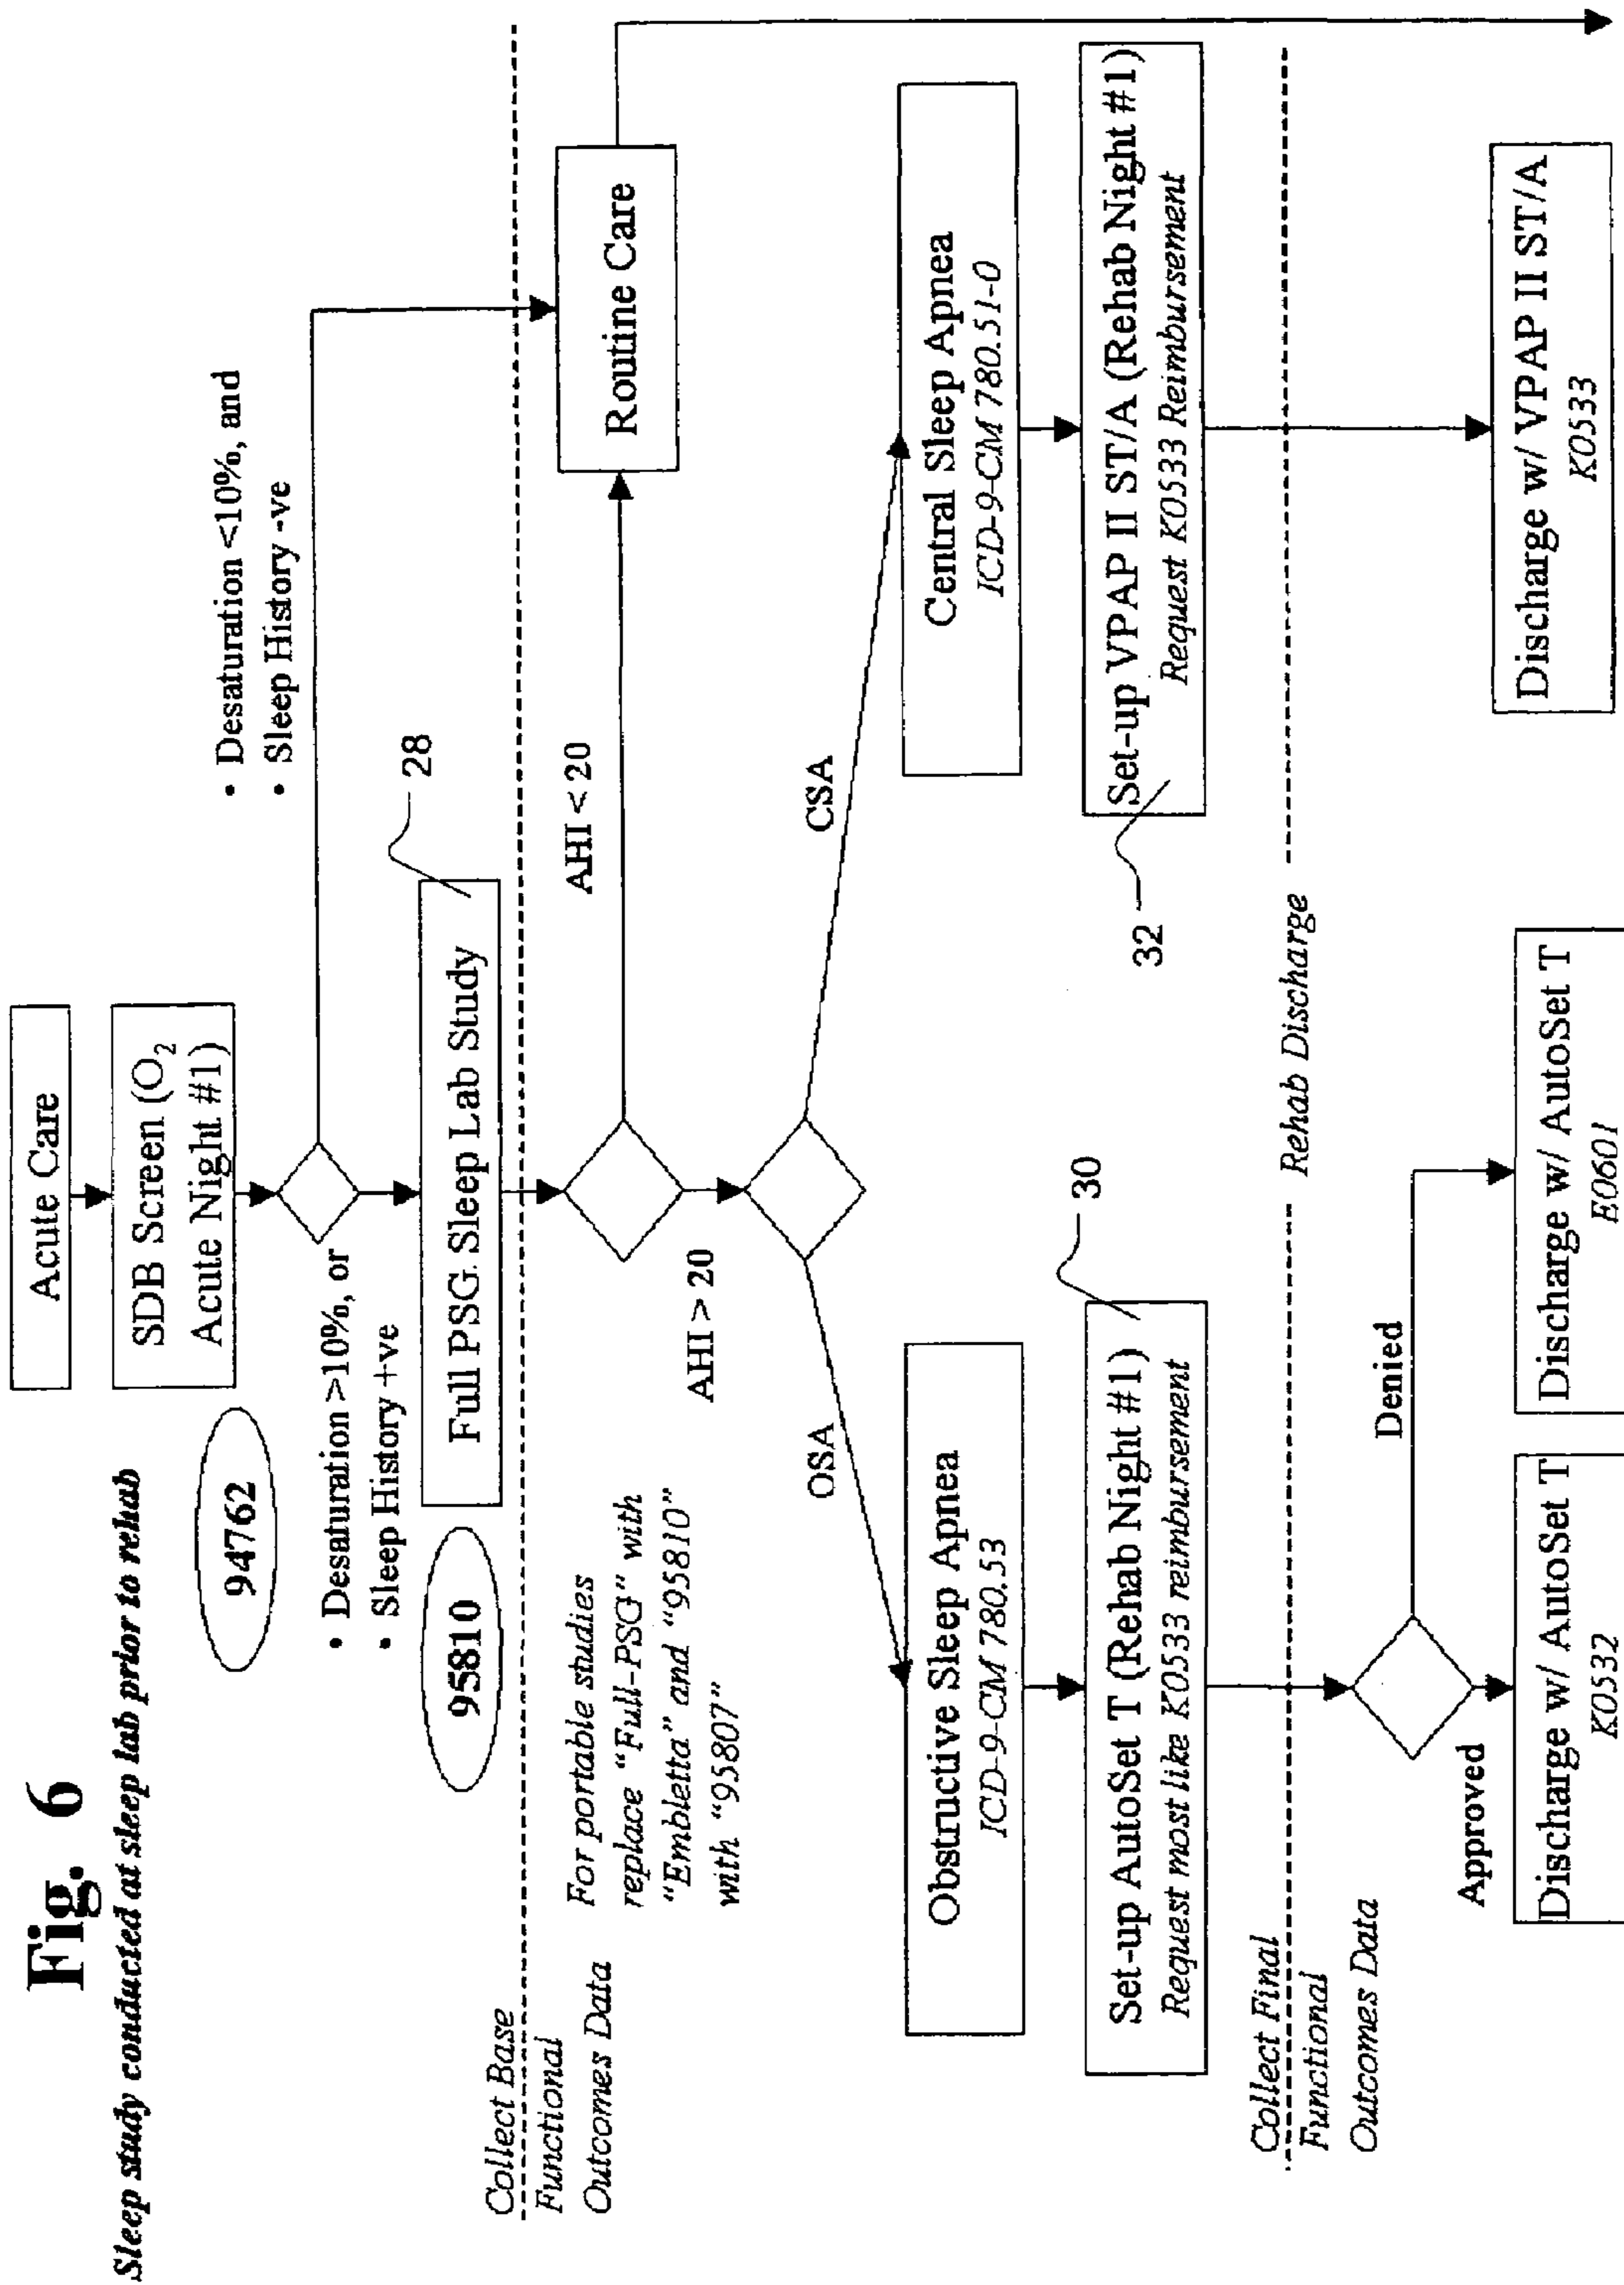 Fig. 6
Sleep study conducted at sleep lab prior to rehab
Acute Care
SDB Screen (O2
Acute Night #1)
94762
• Desaturation <10%, and
• Sleep History -ve
• Desaturation >10%, or
• Sleep History +ve
28
95810
Full PSG Sleep Lab Study
Collect Base
Functional
Outcomes Data
For portable studies
replace "Full-PSG" with
"Embletta" and "95810"
with "95807"
AHI < 20
Routine Care
AHI > 20
OSA
CSA
Obstructive Sleep Apnea
ICD-9-CM 780.53
Central Sleep Apnea
ICD-9-CM 780.51-0
30
Set-up AutoSet T (Rehab Night #1)
Request most like K0533 reimbursement
32
Set-up VPAP II ST/A (Rehab Night #1)
Request K0533 Reimbursement
Collect Final
Functional
Outcomes Data
Rehab Discharge
Approved
Denied
Discharge w/ AutoSet T
K0532
Discharge w/ AutoSet T
E0601
Discharge w/ VPAP II ST/A
K0533